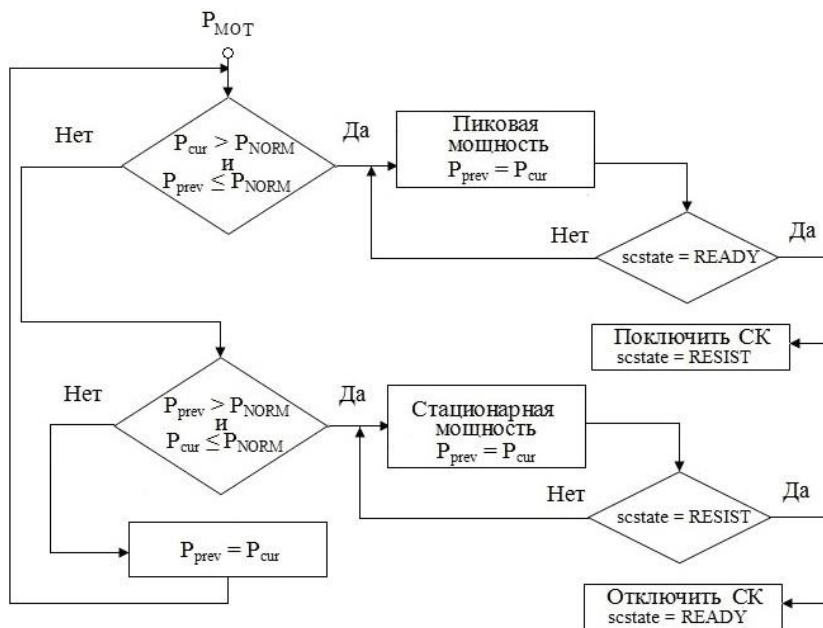 P_МОТ
Нет
P_cur > P_NORM
и
P_prev ≤ P_NORM
Да
Пиковая
мощность
P_prev = P_cur
Нет
scstate = READY
Да
Поключить СК
scstate = RESIST
Нет
P_prev > P_NORM
и
P_cur ≤ P_NORM
Да
Стационарная
мощность
P_prev = P_cur
Нет
scstate = RESIST
Да
P_prev = P_cur
Отключить СК
scstate = READY